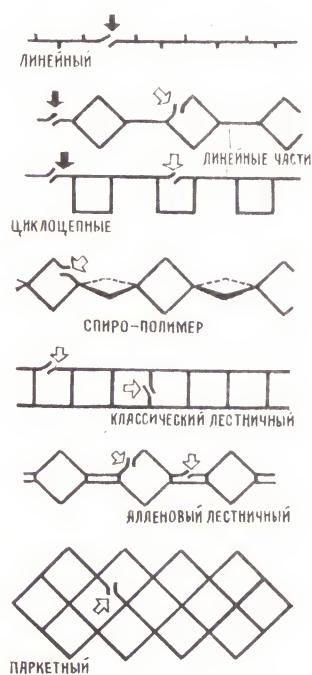 ЛИНЕЙНЫЙ
ЛИНЕЙНЫЕ ЧАСТИ
ЦИКЛОЦЕПНЫЕ
СПИРО-ПОЛИМЕР
КЛАССИЧЕСКИЙ ЛЕСТНИЧНЫЙ
АЛЛЕНОВЫЙ ЛЕСТНИЧНЫЙ
ПАРКЕТНЫЙ